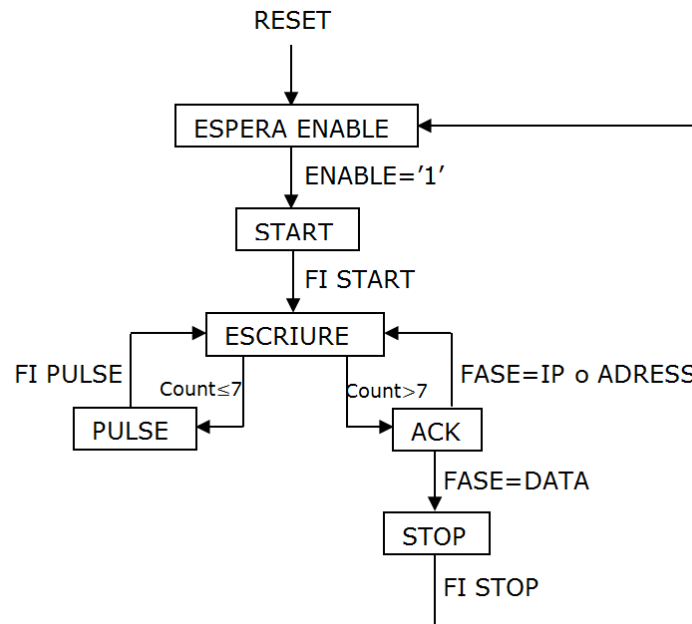 RESET
ESPERA ENABLE
ENABLE='1'
START
FI START
ESCRIURE
FI PULSE
FASE=IP o ADRESS
Count≤7
Count>7
PULSE
ACK
FASE=DATA
STOP
FI STOP